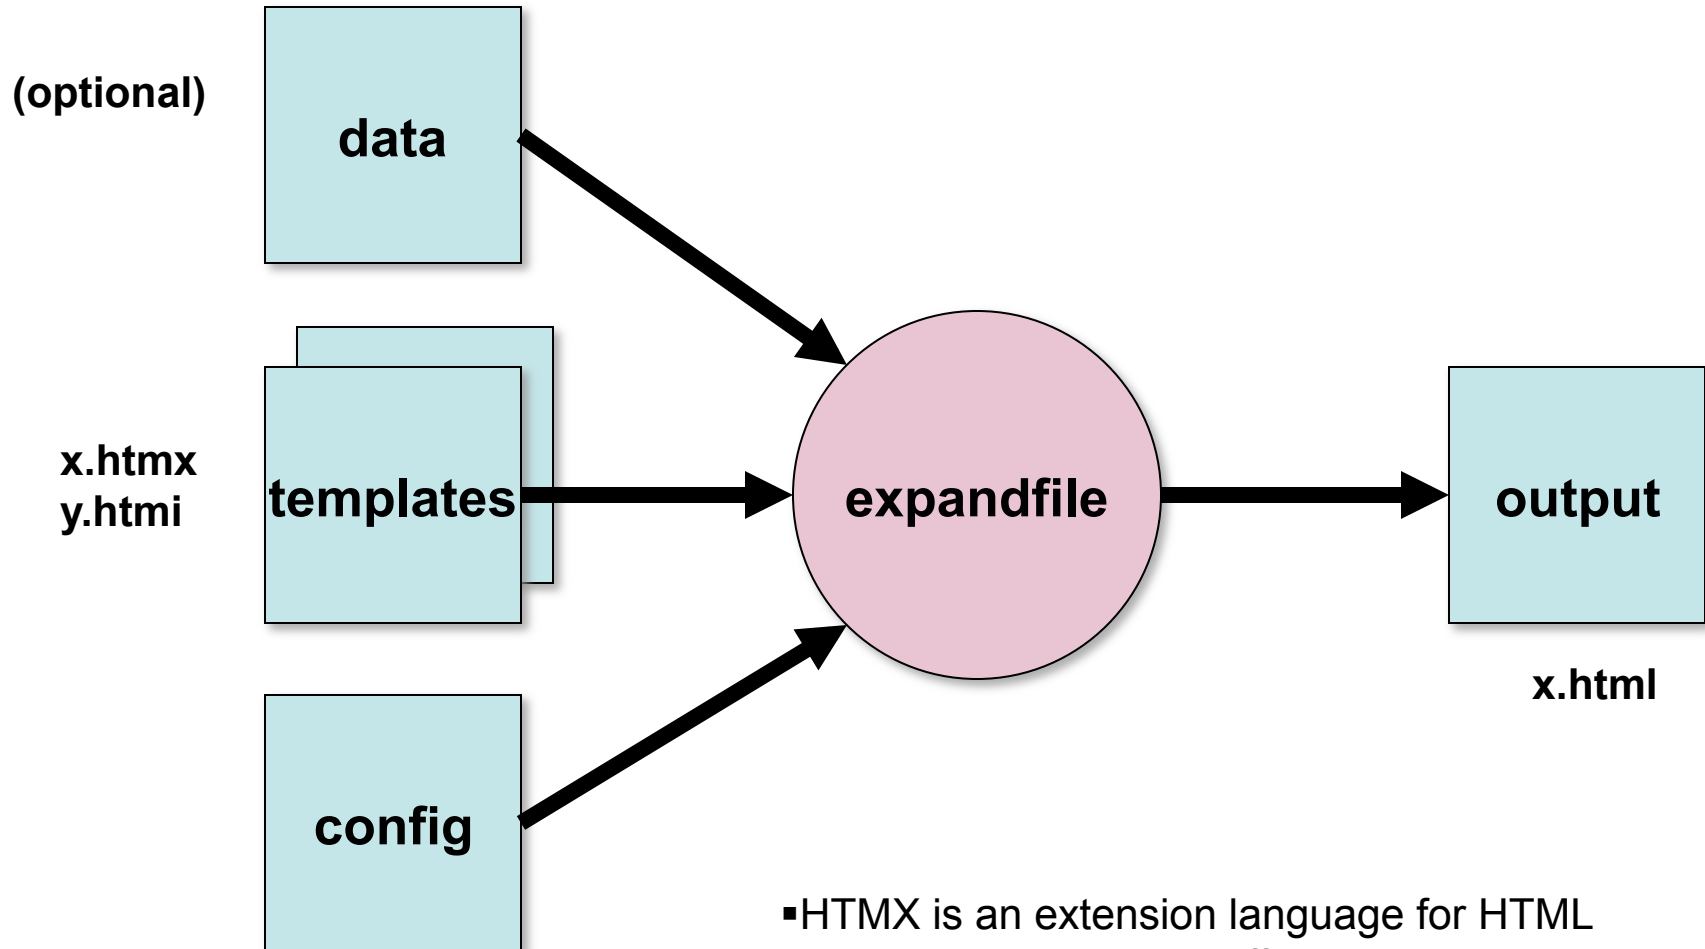 (optional)
data
x.htmx
y.htmi
templates
expandfile
output
x.html
config
▪HTMX is an extension language for HTML